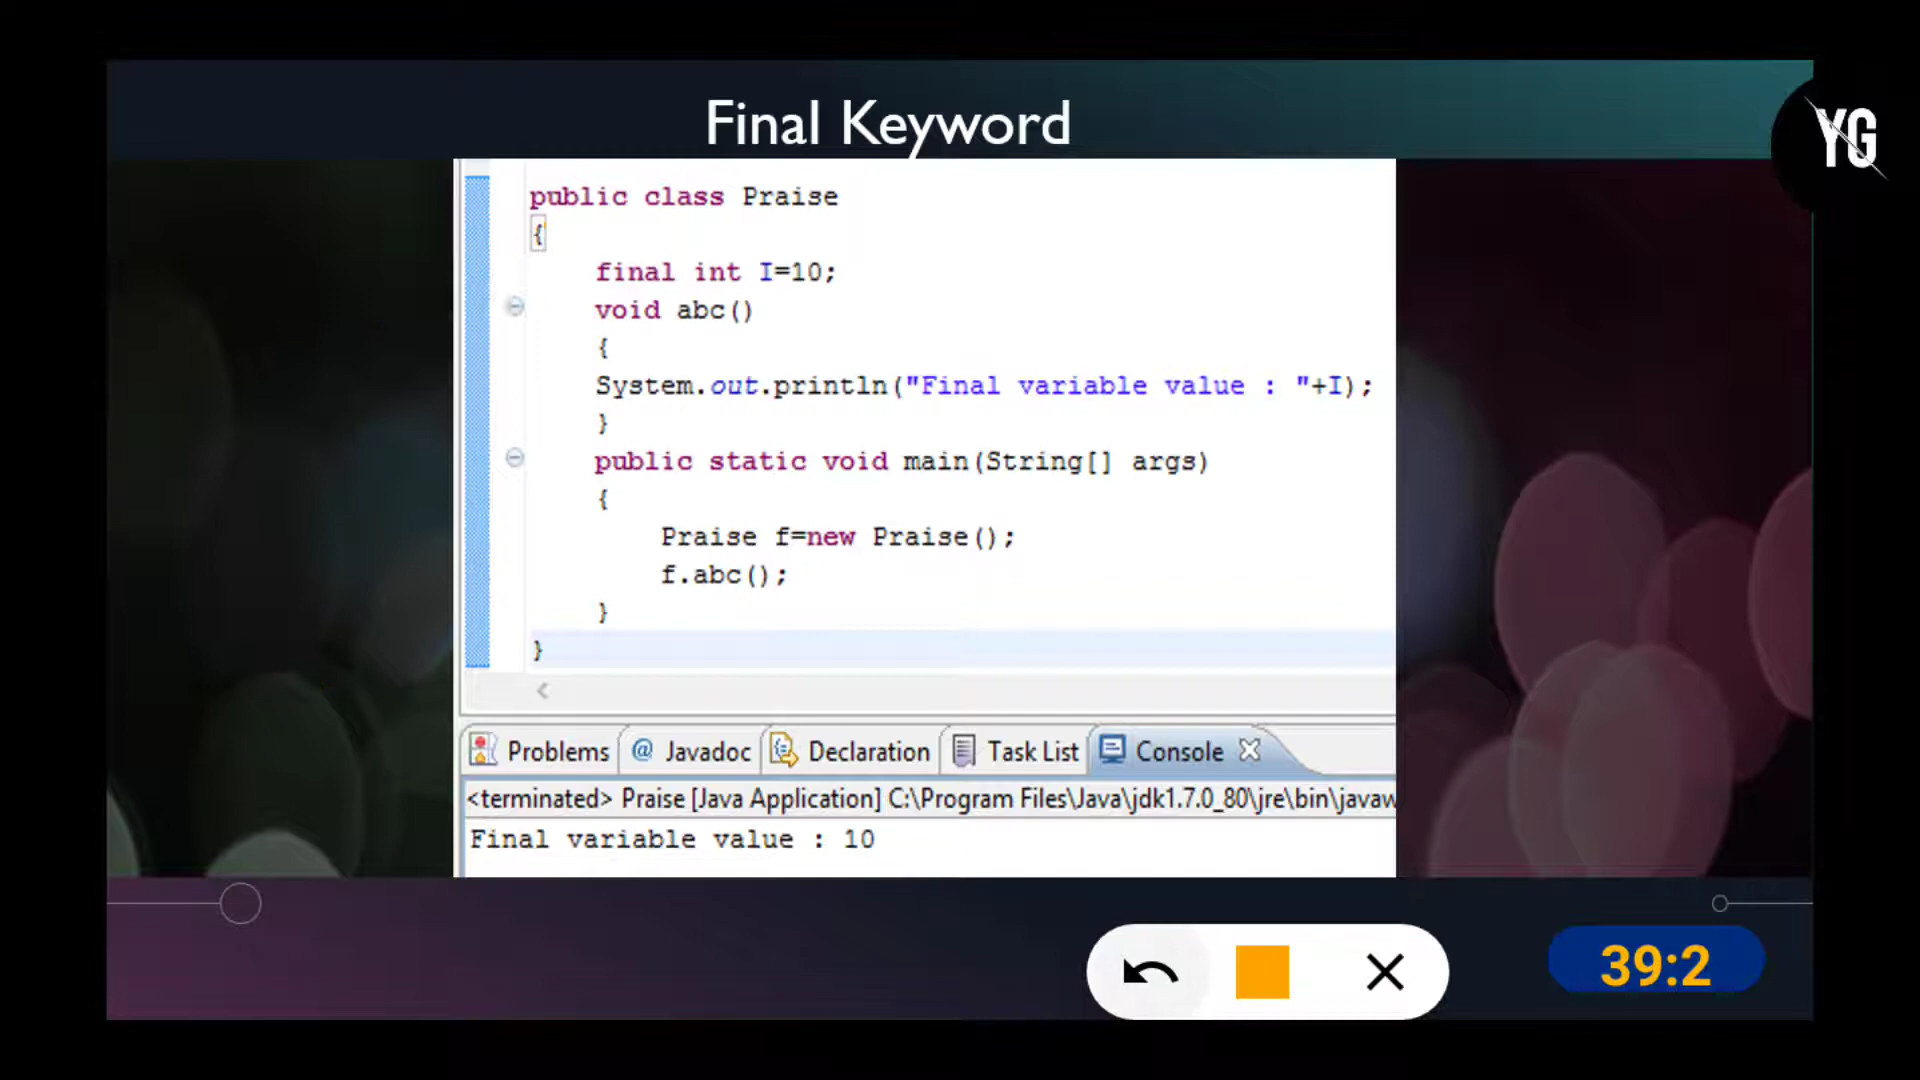 Final Keyword
YG
public class Praise
{
final int I=10;
void abc()
{
System.out.println("Final variable value : "+I);
}
public static void main(String[] args)
{
Praise f=new Praise();
f.abc();
}
}
Problems @ Javadoc Declaration Task List Console
<terminated> Praise [Java Application] C:\Program Files\Java\jdk1.7.0_80\jre\bin\javaw
Final variable value : 10
39:2